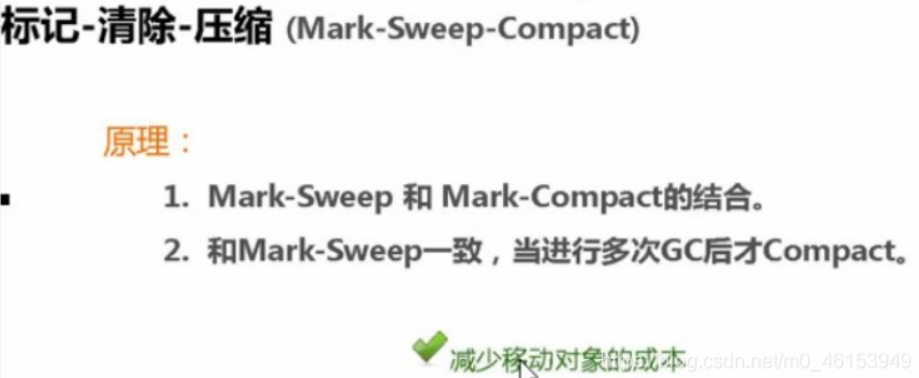 标记-清除-压缩 (Mark-Sweep-Compact)
原理：
1. Mark-Sweep 和 Mark-Compact的结合。
2. 和Mark-Sweep一致，当进行多次GC后才Compact。
减少移动对象的成本
csdn.net/m0_46153949